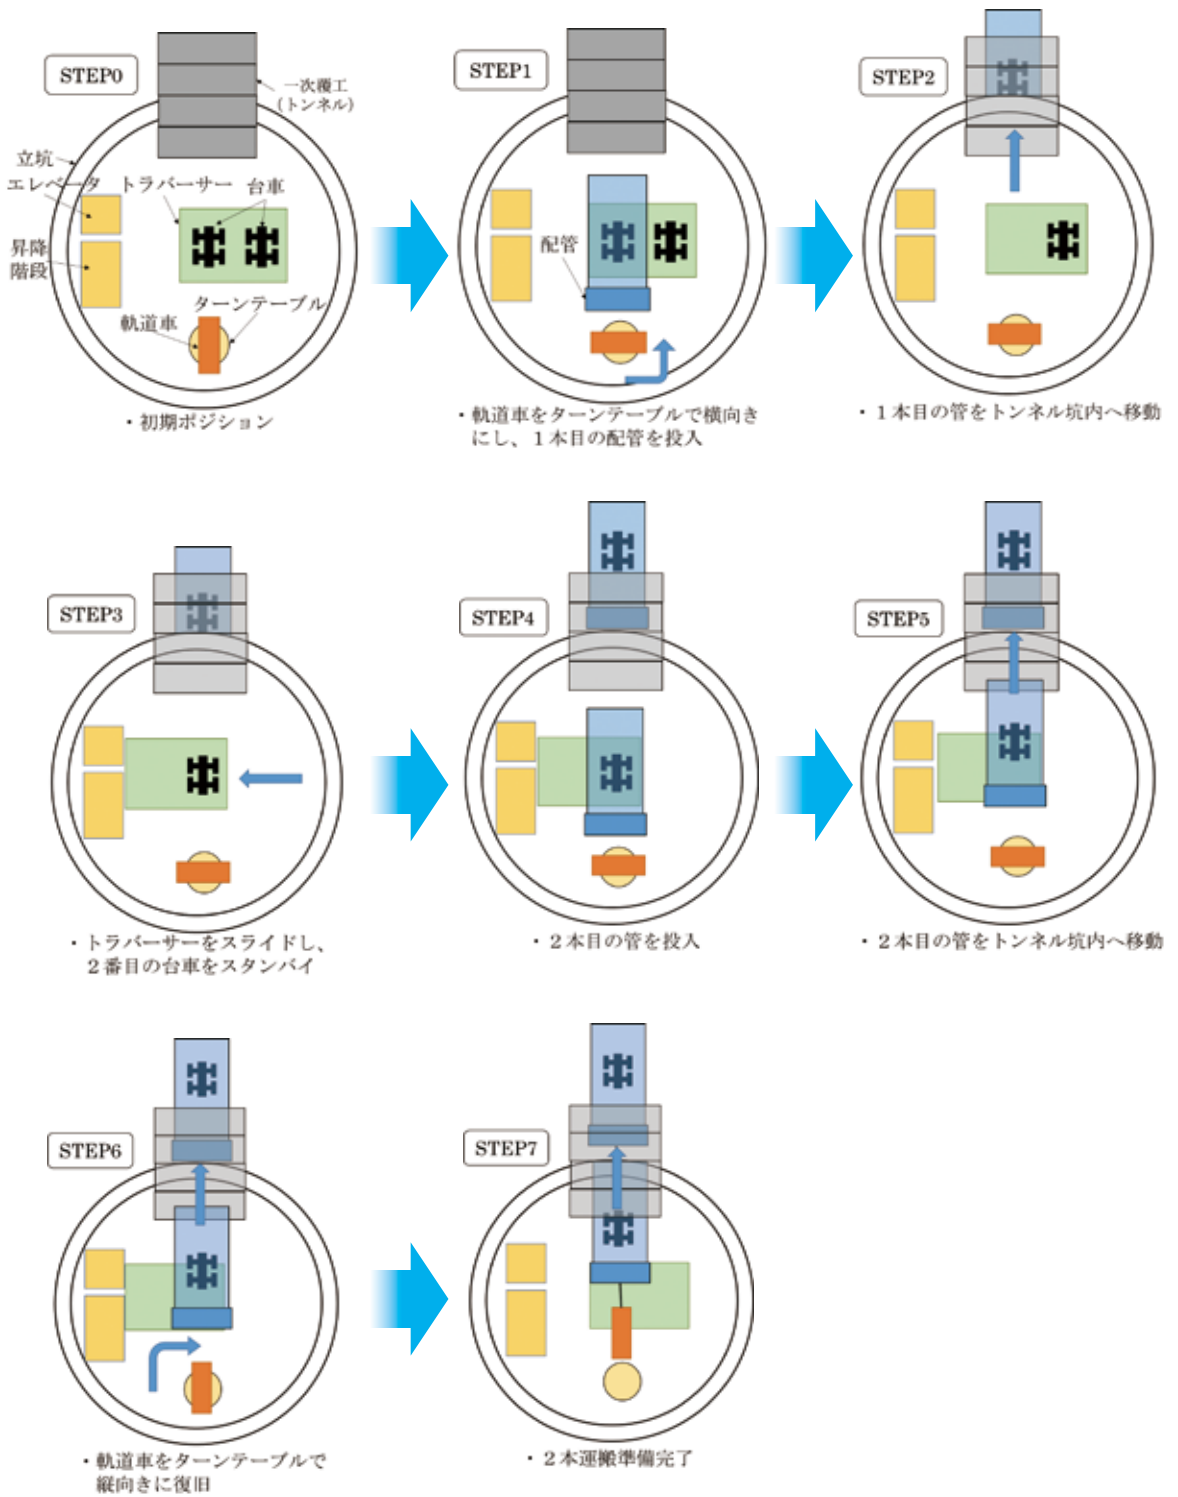 STEP0
一次覆工
(トンネル)
立坑
エレベータ
トラバーサー
台車
昇降
階段
ターンテーブル
軌道車
・初期ポジション
STEP1
配管
・軌道車をターンテーブルで横向き
にし、１本目の配管を投入
STEP2
・１本目の管をトンネル坑内へ移動
STEP3
・トラバーサーをスライドし、
２番目の台車をスタンバイ
STEP4
・２本目の管を投入
STEP5
・２本目の管をトンネル坑内へ移動
STEP6
・軌道車をターンテーブルで
縦向きに復旧
STEP7
・２本運搬準備完了